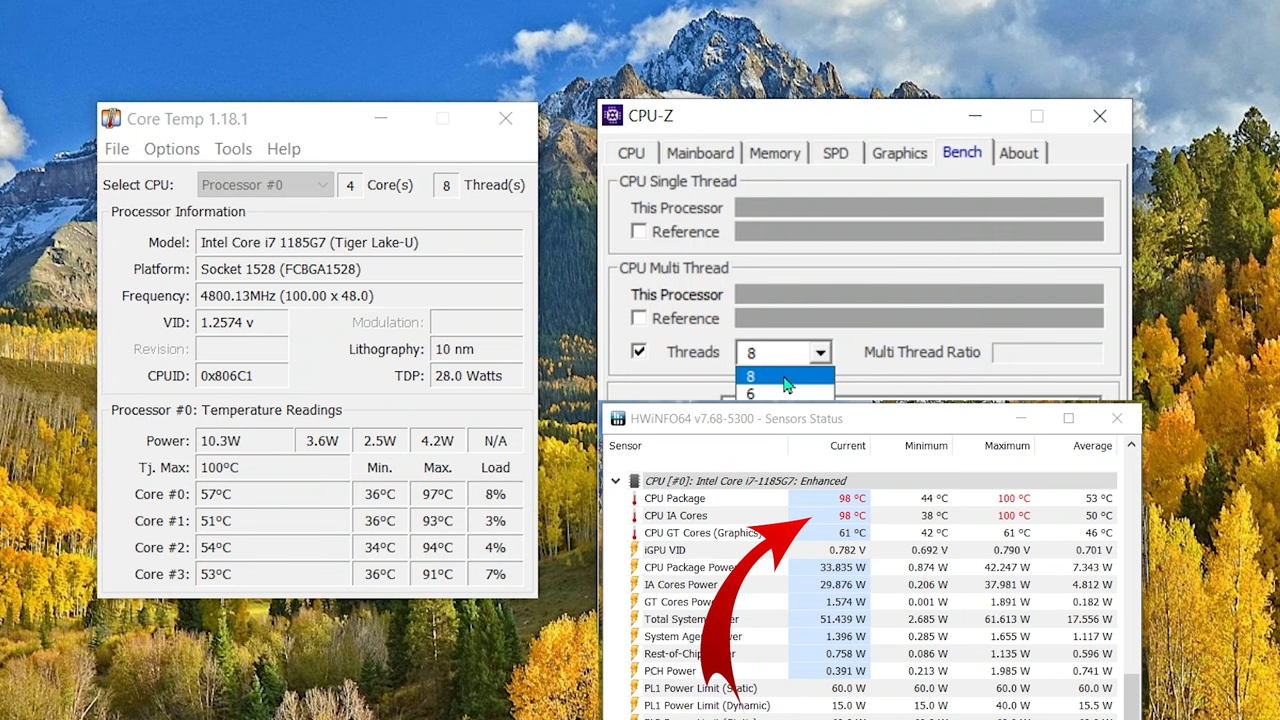 Core Temp 1.18.1
File Options Tools Help
Select CPU: Processor #0 4 Core(s) 8 Thread(s)
Processor Information
Model: Intel Core i7 1185G7 (Tiger Lake-U)
Platform: Socket 1528 (FCBGA1528)
Frequency: 4800.13MHz (100.00 x 48.0)
VID: 1.2574 v Modulation:
Revision: Lithography: 10 nm
CPUID: 0x806C1 TDP: 28.0 Watts
Processor #0: Temperature Readings
Power: 10.3W 3.6W 2.5W 4.2W N/A
Tj. Max: 100°C Min. Max. Load
Core #0: 57°C 36°C 97°C 8%
Core #1: 51°C 36°C 93°C 3%
Core #2: 54°C 34°C 94°C 4%
Core #3: 53°C 36°C 91°C 7%
CPU-Z
CPU Mainboard Memory SPD Graphics Bench About
CPU Single Thread
This Processor
Reference
CPU Multi Thread
This Processor
Reference
Threads 8 Multi Thread Ratio
8
6
HWiNFO64 v7.68-5300 - Sensors Status
Sensor Current Minimum Maximum Average
CPU [#0]: Intel Core i7-1185G7: Enhanced
CPU Package 98 °C 44 °C 100 °C 53 °C
CPU IA Cores 98 °C 38 °C 100 °C 50 °C
CPU GT Cores (Graphics) 61 °C 42 °C 61 °C 46 °C
iGPU VID 0.782 V 0.692 V 0.790 V 0.701 V
CPU Package Power 33.835 W 0.874 W 42.247 W 7.343 W
IA Cores Power 29.876 W 0.206 W 37.981 W 4.812 W
GT Cores Power 1.574 W 0.001 W 1.891 W 0.182 W
Total System 51.439 W 2.685 W 61.613 W 17.556 W
System Agent 1.396 W 0.285 W 1.655 W 1.117 W
Rest-of-Chip 0.758 W 0.086 W 1.135 W 0.596 W
PCH Power 0.391 W 0.213 W 1.985 W 0.741 W
PL1 Power Limit (Static) 60.0 W 60.0 W 60.0 W 60.0 W
PL1 Power Limit (Dynamic) 15.0 W 15.0 W 40.0 W 15.5 W